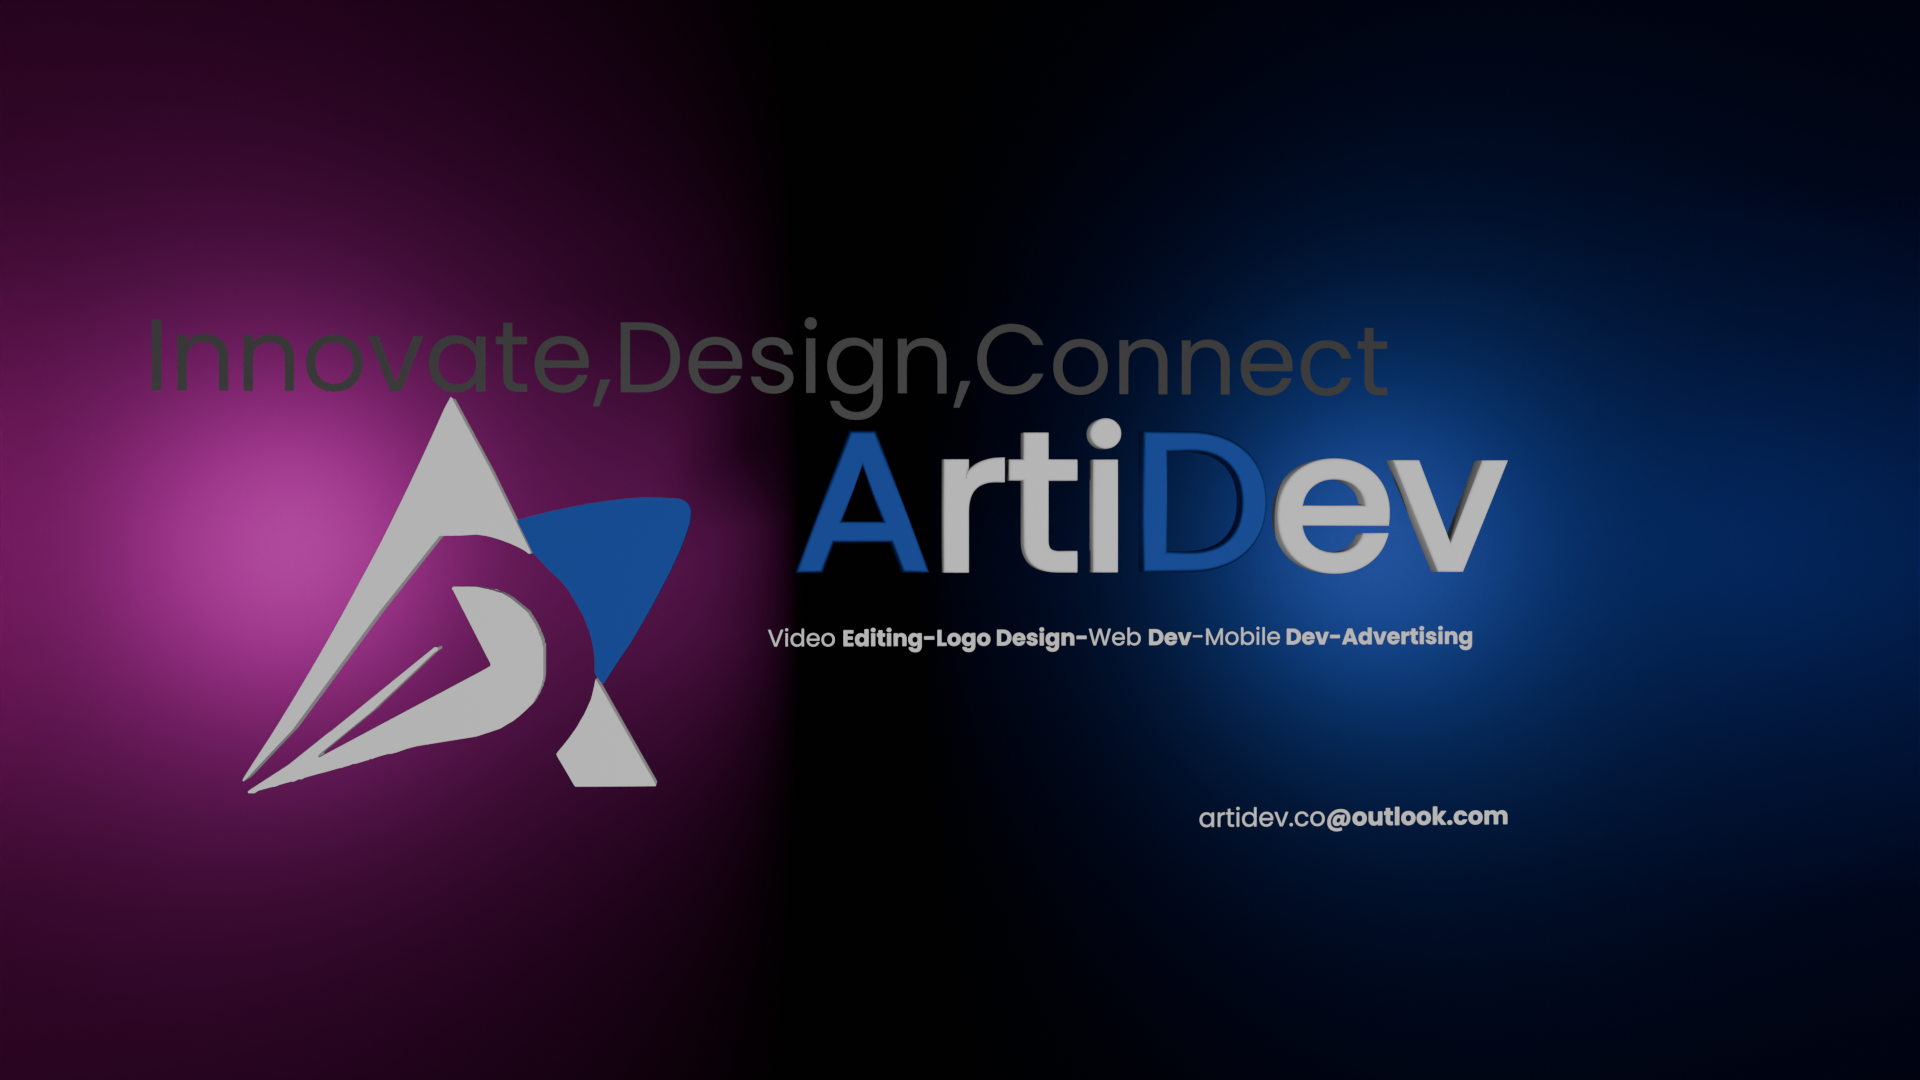 Innovate,Design,Connect
ArtiDev
Video Editing-Logo Design-Web Dev-Mobile Dev-Advertising
artidev.co@outlook.com